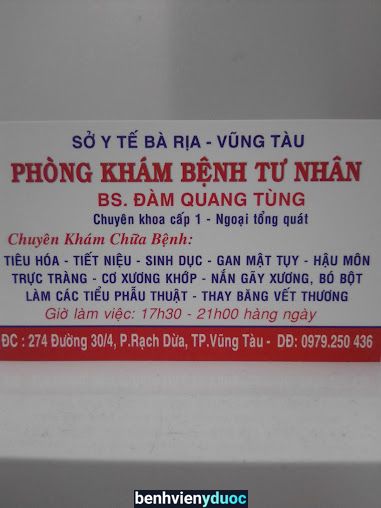 SỞ Y TẾ BÀ RỊA - VŨNG TÀU
PHÒNG KHÁM BỆNH TƯ NHÂN
BS. ĐÀM QUANG TÙNG
Chuyên khoa cấp 1 - Ngoại tổng quát
Chuyên Khám Chữa Bệnh:
TIÊU HÓA - TIẾT NIỆU - SINH DỤC - GAN MẬT TỤY - HẬU MÔN
TRỰC TRÀNG - CƠ XƯƠNG KHỚP - NẮN GÃY XƯƠNG, BÓ BỘT
LÀM CÁC TIỂU PHẪU THUẬT - THAY BĂNG VẾT THƯƠNG
Giờ làm việc: 17h30 - 21h00 hàng ngày
ĐC : 274 Đường 30/4, P.Rạch Dừa, TP.Vũng Tàu - DĐ: 0979.250 436
benhvienyduoc